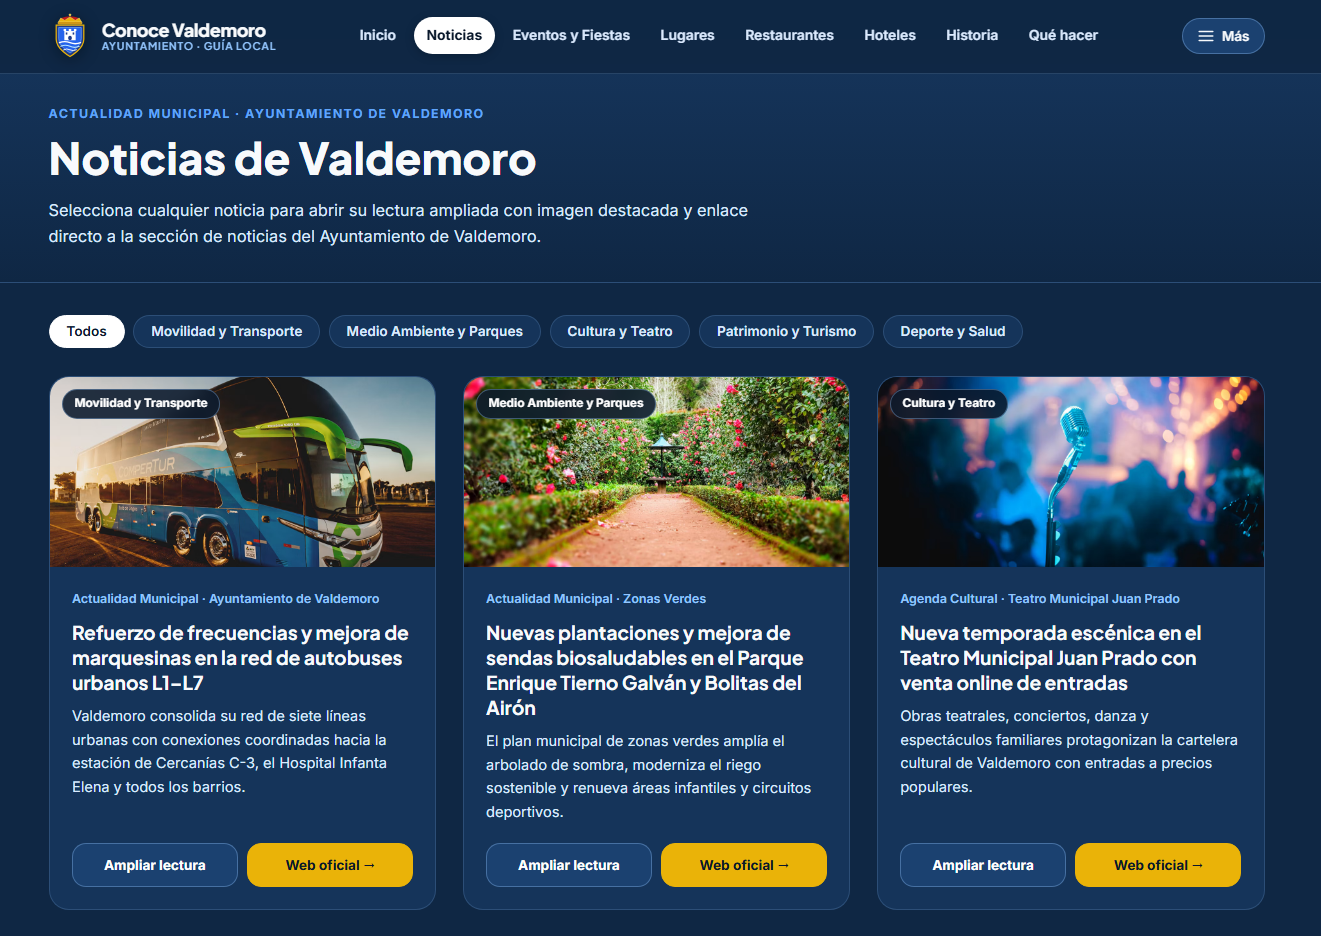 Conoce Valdemoro
AYUNTAMIENTO · GUÍA LOCAL
Inicio
Noticias
Eventos y Fiestas
Lugares
Restaurantes
Hoteles
Historia
Qué hacer
Más
ACTUALIDAD MUNICIPAL · AYUNTAMIENTO DE VALDEMORO
Noticias de Valdemoro
Selecciona cualquier noticia para abrir su lectura ampliada con imagen destacada y enlace
directo a la sección de noticias del Ayuntamiento de Valdemoro.
Todos
Movilidad y Transporte
Medio Ambiente y Parques
Cultura y Teatro
Patrimonio y Turismo
Deporte y Salud
Movilidad y Transporte
COMPERTUR
Actualidad Municipal · Ayuntamiento de Valdemoro
Refuerzo de frecuencias y mejora de
marquesinas en la red de autobuses
urbanos L1–L7
Valdemoro consolida su red de siete líneas
urbanas con conexiones coordinadas hacia la
estación de Cercanías C-3, el Hospital Infanta
Elena y todos los barrios.
Ampliar lectura
Web oficial →
Medio Ambiente y Parques
Actualidad Municipal · Zonas Verdes
Nuevas plantaciones y mejora de
sendas biosaludables en el Parque
Enrique Tierno Galván y Bolitas del
Airón
El plan municipal de zonas verdes amplía el
arbolado de sombra, moderniza el riego
sostenible y renueva áreas infantiles y circuitos
deportivos.
Ampliar lectura
Web oficial →
Cultura y Teatro
Agenda Cultural · Teatro Municipal Juan Prado
Nueva temporada escénica en el
Teatro Municipal Juan Prado con
venta online de entradas
Obras teatrales, conciertos, danza y
espectáculos familiares protagonizan la cartelera
cultural de Valdemoro con entradas a precios
populares.
Ampliar lectura
Web oficial →